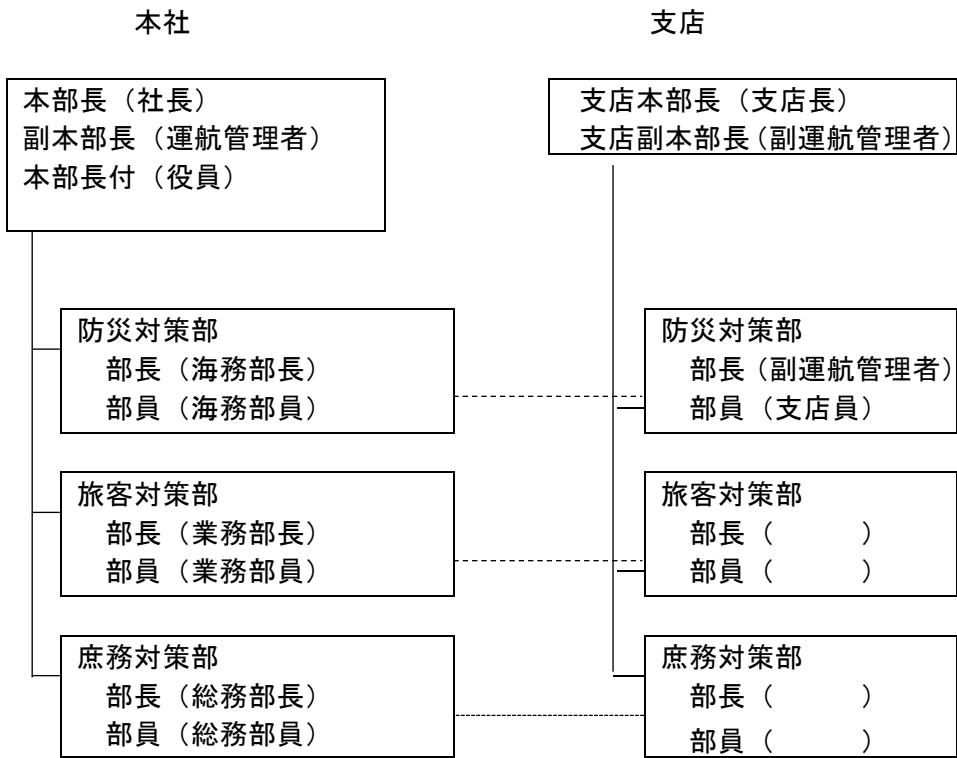 本社
支店
本部長（社長）
副本部長（運航管理者）
本部長付（役員）
支店本部長（支店長）
支店副本部長（副運航管理者）
防災対策部
部長（海務部長）
部員（海務部員）
防災対策部
部長（副運航管理者）
部員（支店員）
旅客対策部
部長（業務部長）
部員（業務部員）
旅客対策部
部長（　　　）
部員（　　　）
庶務対策部
部長（総務部長）
部員（総務部員）
庶務対策部
部長（　　　）
部員（　　　）